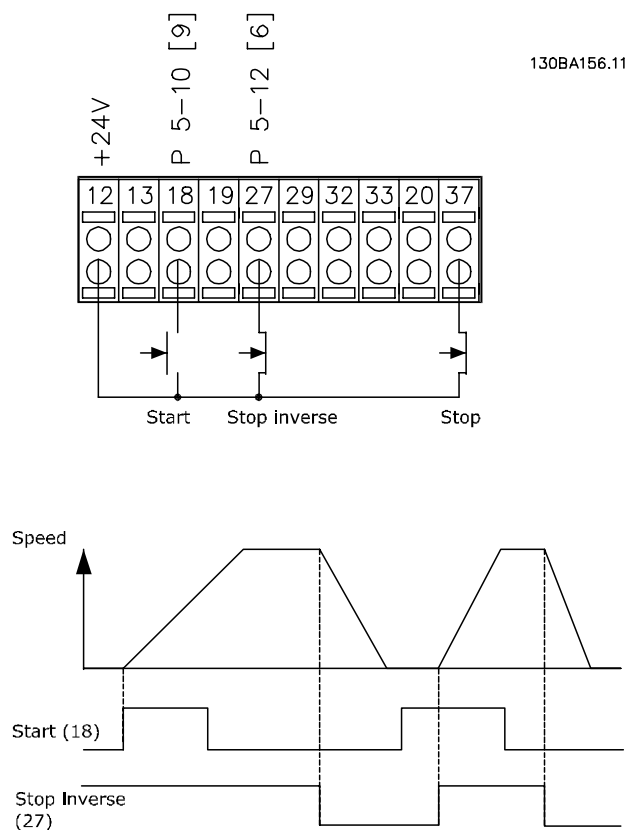 130BA156.11
+24V
P 5-10 [9]
P 5-12 [6]
12 13 18 19 27 29 32 33 20 37
Start Stop inverse Stop
Speed
Start (18)
Stop Inverse
(27)